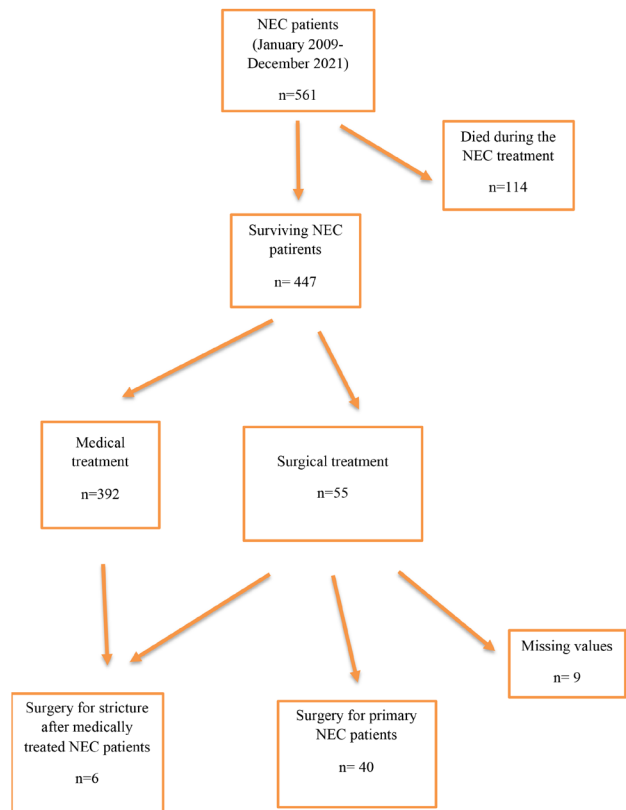 NEC patients
(January 2009-
December 2021)
n=561
Died during the
NEC treatment
n=114
Surviving NEC
patirents
n= 447
Medical
treatment
n=392
Surgical treatment
n=55
Missing values
n= 9
Surgery for stricture
after medically
treated NEC patients
n=6
Surgery for primary
NEC patients
n= 40